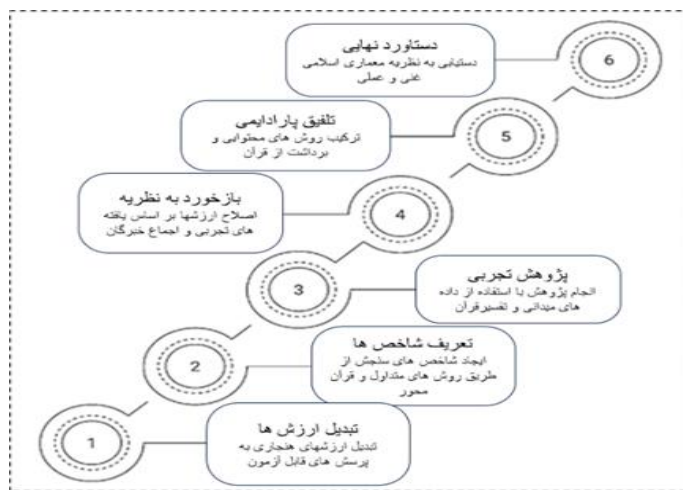 6
دستاورد نهایی
دستیابی به نظریه معماری اسلامی
غنی و عملی
5
تلفیق پارادایمی
ترکیب روش های محتوایی و
برداشت از قرآن
4
بازخورد به نظریه
اصلاح ارزشها بر اساس یافته
های تجربی و اجماع خبرگان
3
پژوهش تجربی
انجام پژوهش با استفاده از داده
های میدانی و تفسیرقرآن
2
تعریف شاخص ها
ایجاد شاخص های سنجش از
طریق روش های متداول و قرآن
محور
1
تبدیل ارزش ها
تبدیل ارزشهای هنجاری به
پرسش های قابل آزمون